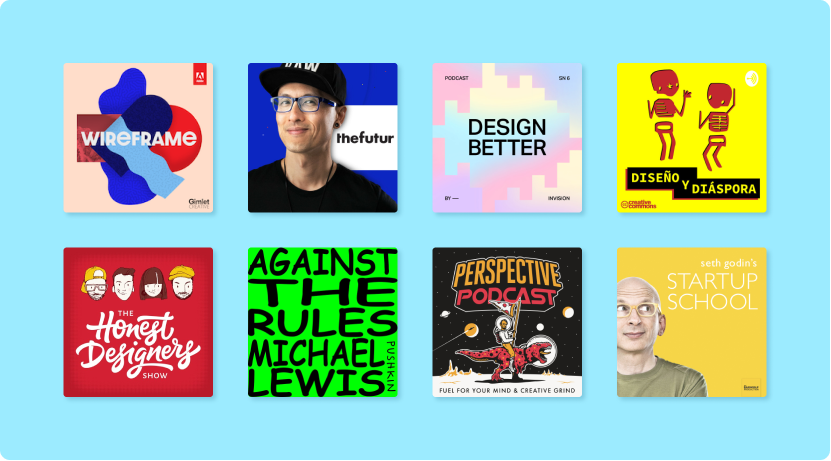 Adobe
WIREFRAME
Gimlet
CREATIVE
thefutur
PODCAST
SN 6
DESIGN
BETTER
BY —
INVISION
DISEÑO
Y
DIÁSPORA
creative
commons
THE
Honest
Designers
SHOW
AGAINST
THE
RULES
MICHAEL
LEWIS
PUSHKIN
PERSPECTIVE
PODCAST
FUEL FOR YOUR MIND & CREATIVE GRIND
seth godin's
STARTUP
SCHOOL